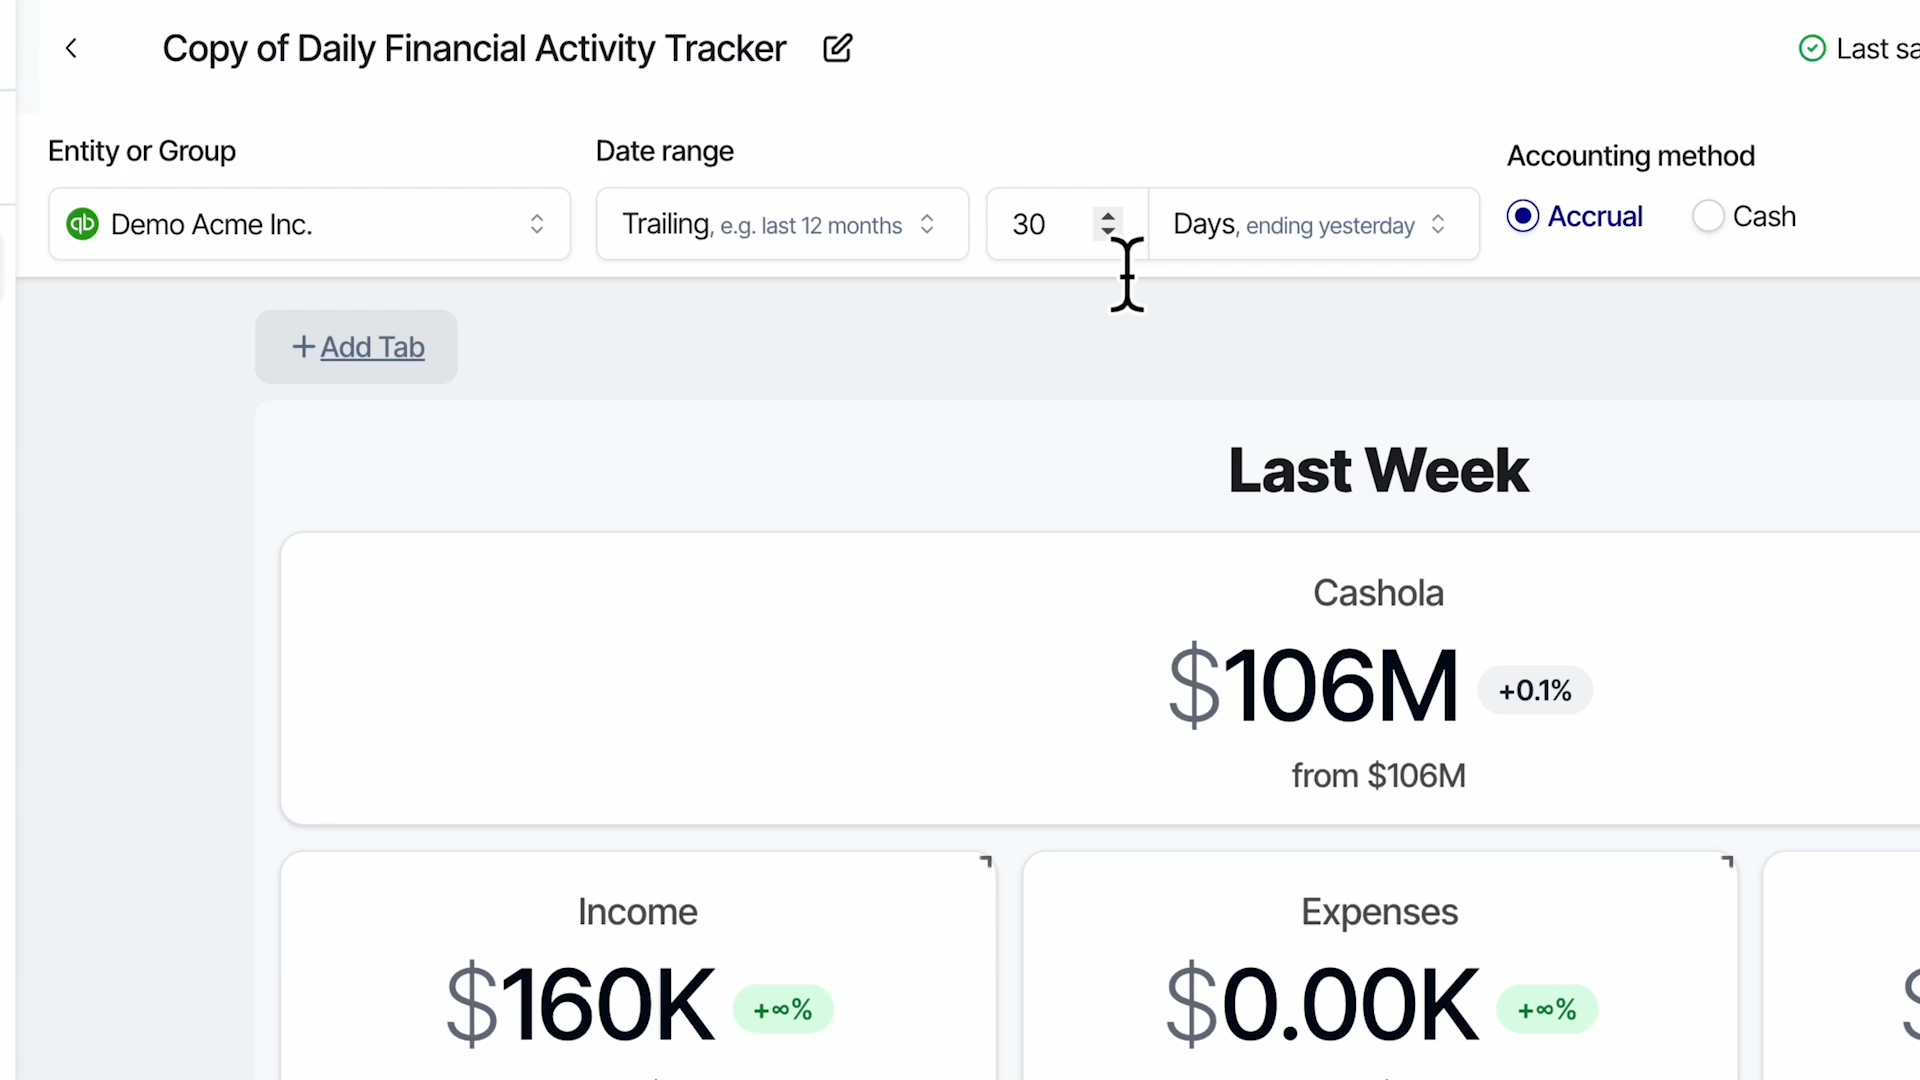 Copy of Daily Financial Activity Tracker
Last sa
Entity or Group
Date range
Accounting method
qb Demo Acme Inc.
Trailing, e.g. last 12 months
30
Days, ending yesterday
Accrual
Cash
+ Add Tab
Last Week
Cashola
$106M +0.1%
from $106M
Income
$160K +∞%
Expenses
$0.00K +∞%
$